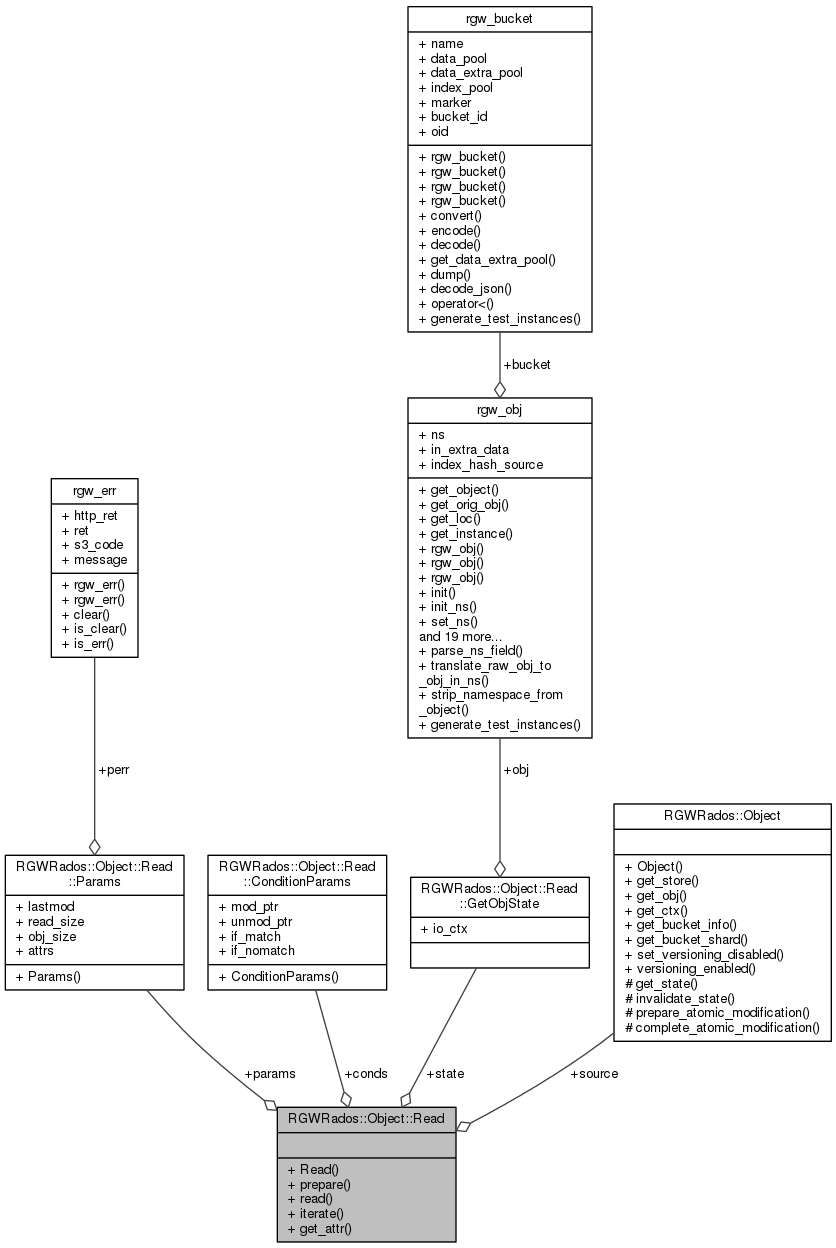 rgw_bucket
+ name
+ data_pool
+ data_extra_pool
+ index_pool
+ marker
+ bucket_id
+ oid
+ rgw_bucket()
+ rgw_bucket()
+ rgw_bucket()
+ rgw_bucket()
+ convert()
+ encode()
+ decode()
+ get_data_extra_pool()
+ dump()
+ decode_json()
+ operator<()
+ generate_test_instances()
+bucket
rgw_obj
+ ns
+ in_extra_data
+ index_hash_source
+ get_object()
+ get_orig_obj()
+ get_loc()
+ get_instance()
+ rgw_obj()
+ rgw_obj()
+ rgw_obj()
+ init()
+ init_ns()
+ set_ns()
and 19 more...
+ parse_ns_field()
+ translate_raw_obj_to
_obj_in_ns()
+ strip_namespace_from
_object()
+ generate_test_instances()
rgw_err
+ http_ret
+ ret
+ s3_code
+ message
+ rgw_err()
+ rgw_err()
+ clear()
+ is_clear()
+ is_err()
+perr
+obj
RGWRados::Object::Read
::Params
+ lastmod
+ read_size
+ obj_size
+ attrs
+ Params()
RGWRados::Object::Read
::ConditionParams
+ mod_ptr
+ unmod_ptr
+ if_match
+ if_nomatch
+ ConditionParams()
RGWRados::Object::Read
::GetObjState
+ io_ctx
RGWRados::Object
+ Object()
+ get_store()
+ get_obj()
+ get_ctx()
+ get_bucket_info()
+ get_bucket_shard()
+ set_versioning_disabled()
+ versioning_enabled()
# get_state()
# invalidate_state()
# prepare_atomic_modification()
# complete_atomic_modification()
+params
+conds
+state
+source
RGWRados::Object::Read
+ Read()
+ prepare()
+ read()
+ iterate()
+ get_attr()